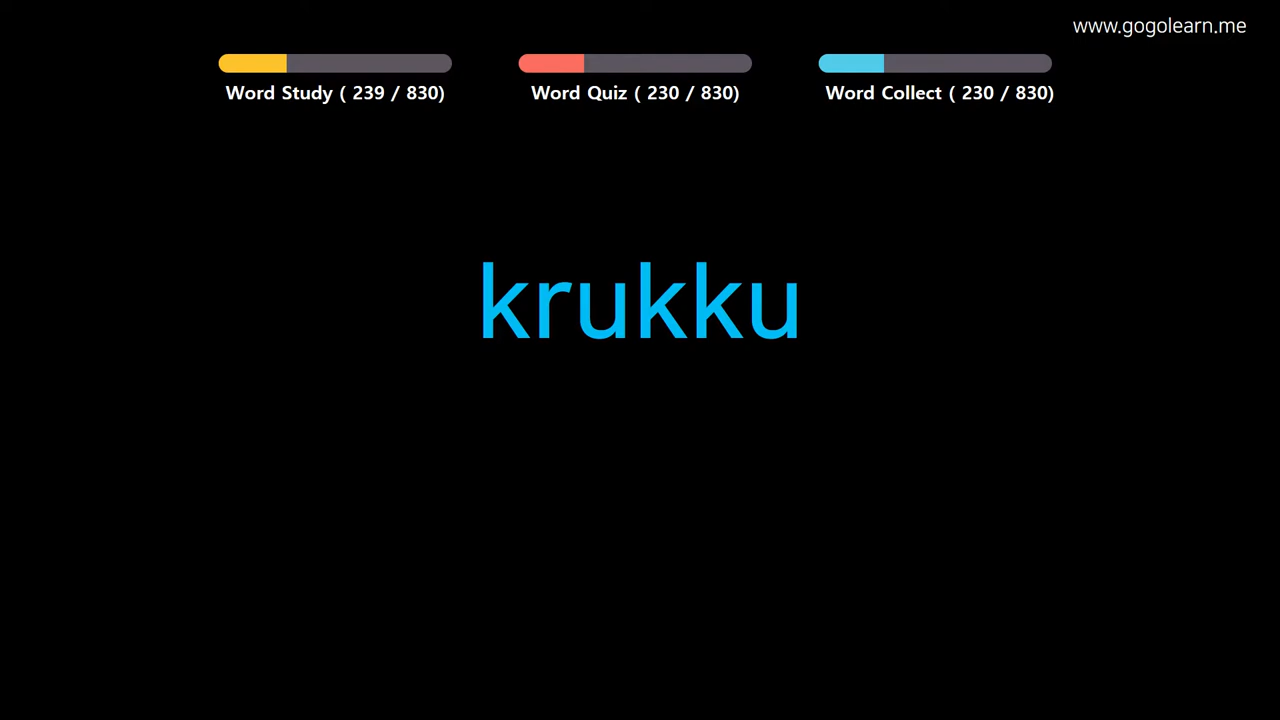 www.gogolearn.me
Word Study ( 239 / 830)
Word Quiz ( 230 / 830)
Word Collect ( 230 / 830)
krukku